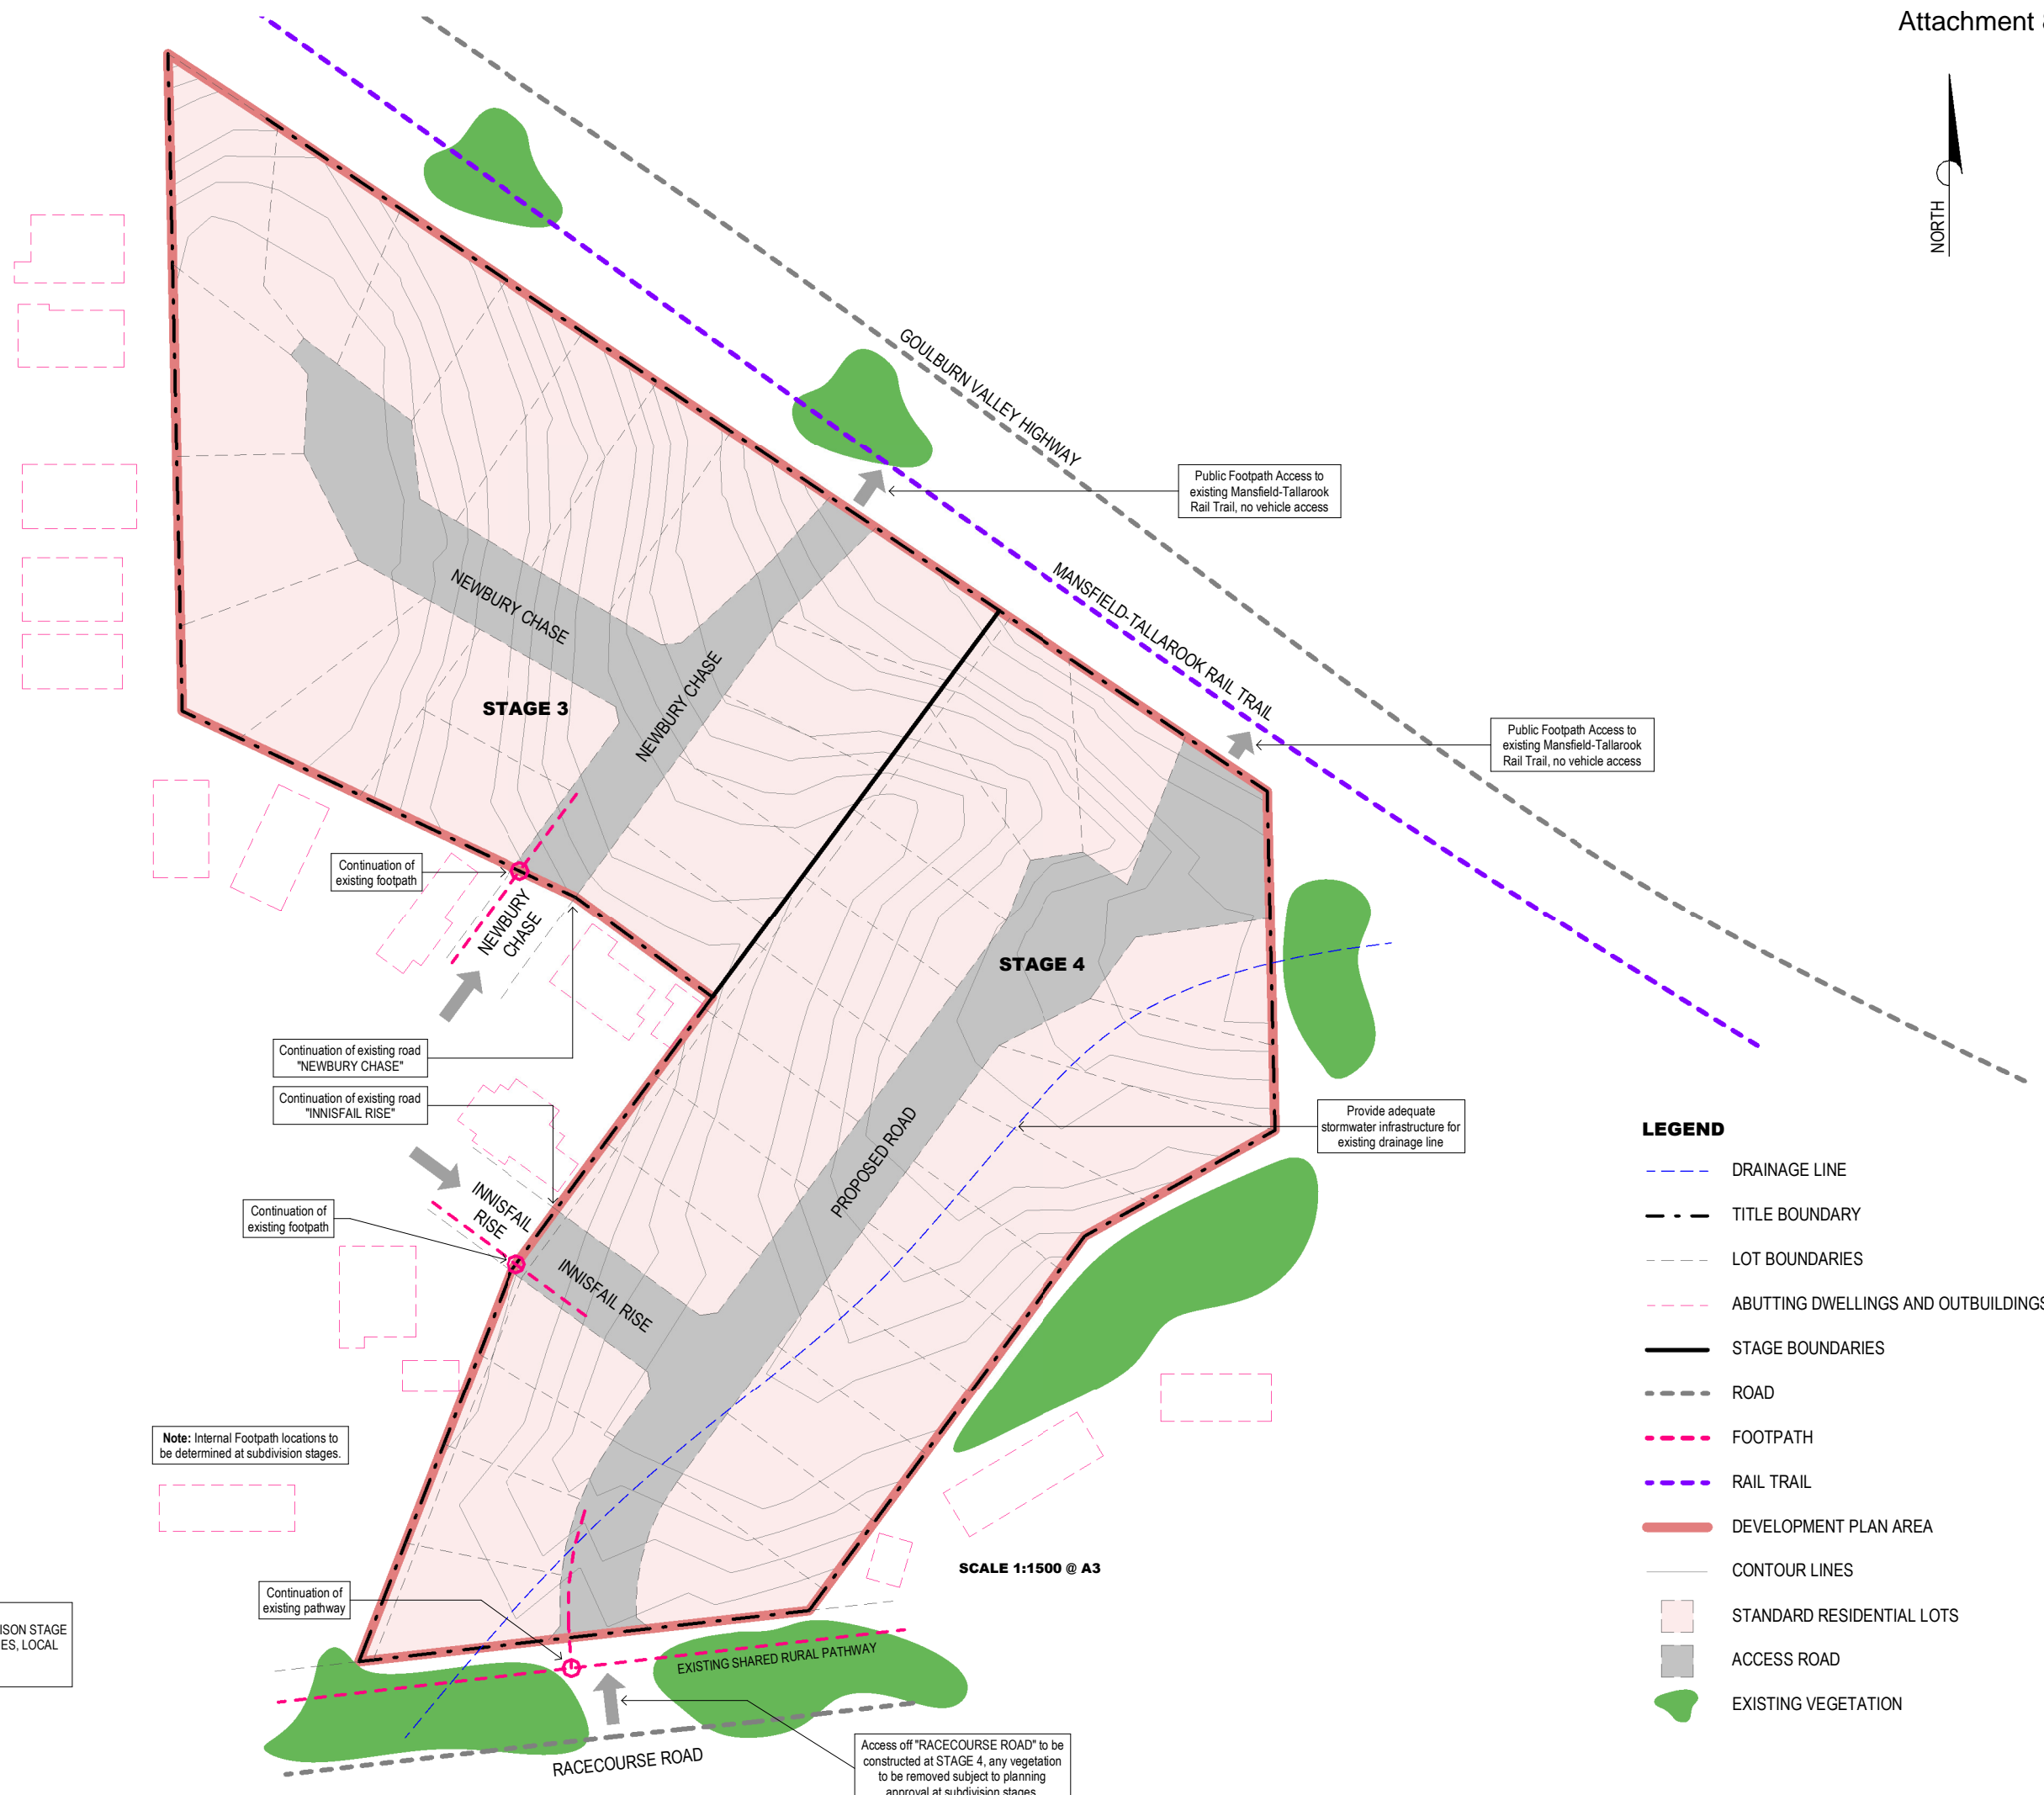 Attachment
NORTH
GOULBURN VALLEY HIGHWAY
Public Footpath Access to
existing Mansfield-Tallarook
Rail Trail, no vehicle access
MANSFIELD-TALLAROOK RAIL TRAIL
NEWBURY CHASE
NEWBURY CHASE
STAGE 3
Public Footpath Access to
existing Mansfield-Tallarook
Rail Trail, no vehicle access
Continuation of
existing footpath
NEWBURY
CHASE
STAGE 4
Continuation of existing road
"NEWBURY CHASE"
Continuation of existing road
"INNISFAIL RISE"
Provide adequate
stormwater infrastructure for
existing drainage line
PROPOSED ROAD
INNISFAIL
RISE
Continuation of
existing footpath
INNISFAIL RISE
Note: Internal Footpath locations to
be determined at subdivision stages.
SCALE 1:1500 @ A3
Continuation of
existing pathway
ISON STAGE
ES, LOCAL
EXISTING SHARED RURAL PATHWAY
RACECOURSE ROAD
Access off "RACECOURSE ROAD" to be
constructed at STAGE 4, any vegetation
to be removed subject to planning
approval at subdivision stages
LEGEND
DRAINAGE LINE
TITLE BOUNDARY
LOT BOUNDARIES
ABUTTING DWELLINGS AND OUTBUILDINGS
STAGE BOUNDARIES
ROAD
FOOTPATH
RAIL TRAIL
DEVELOPMENT PLAN AREA
CONTOUR LINES
STANDARD RESIDENTIAL LOTS
ACCESS ROAD
EXISTING VEGETATION